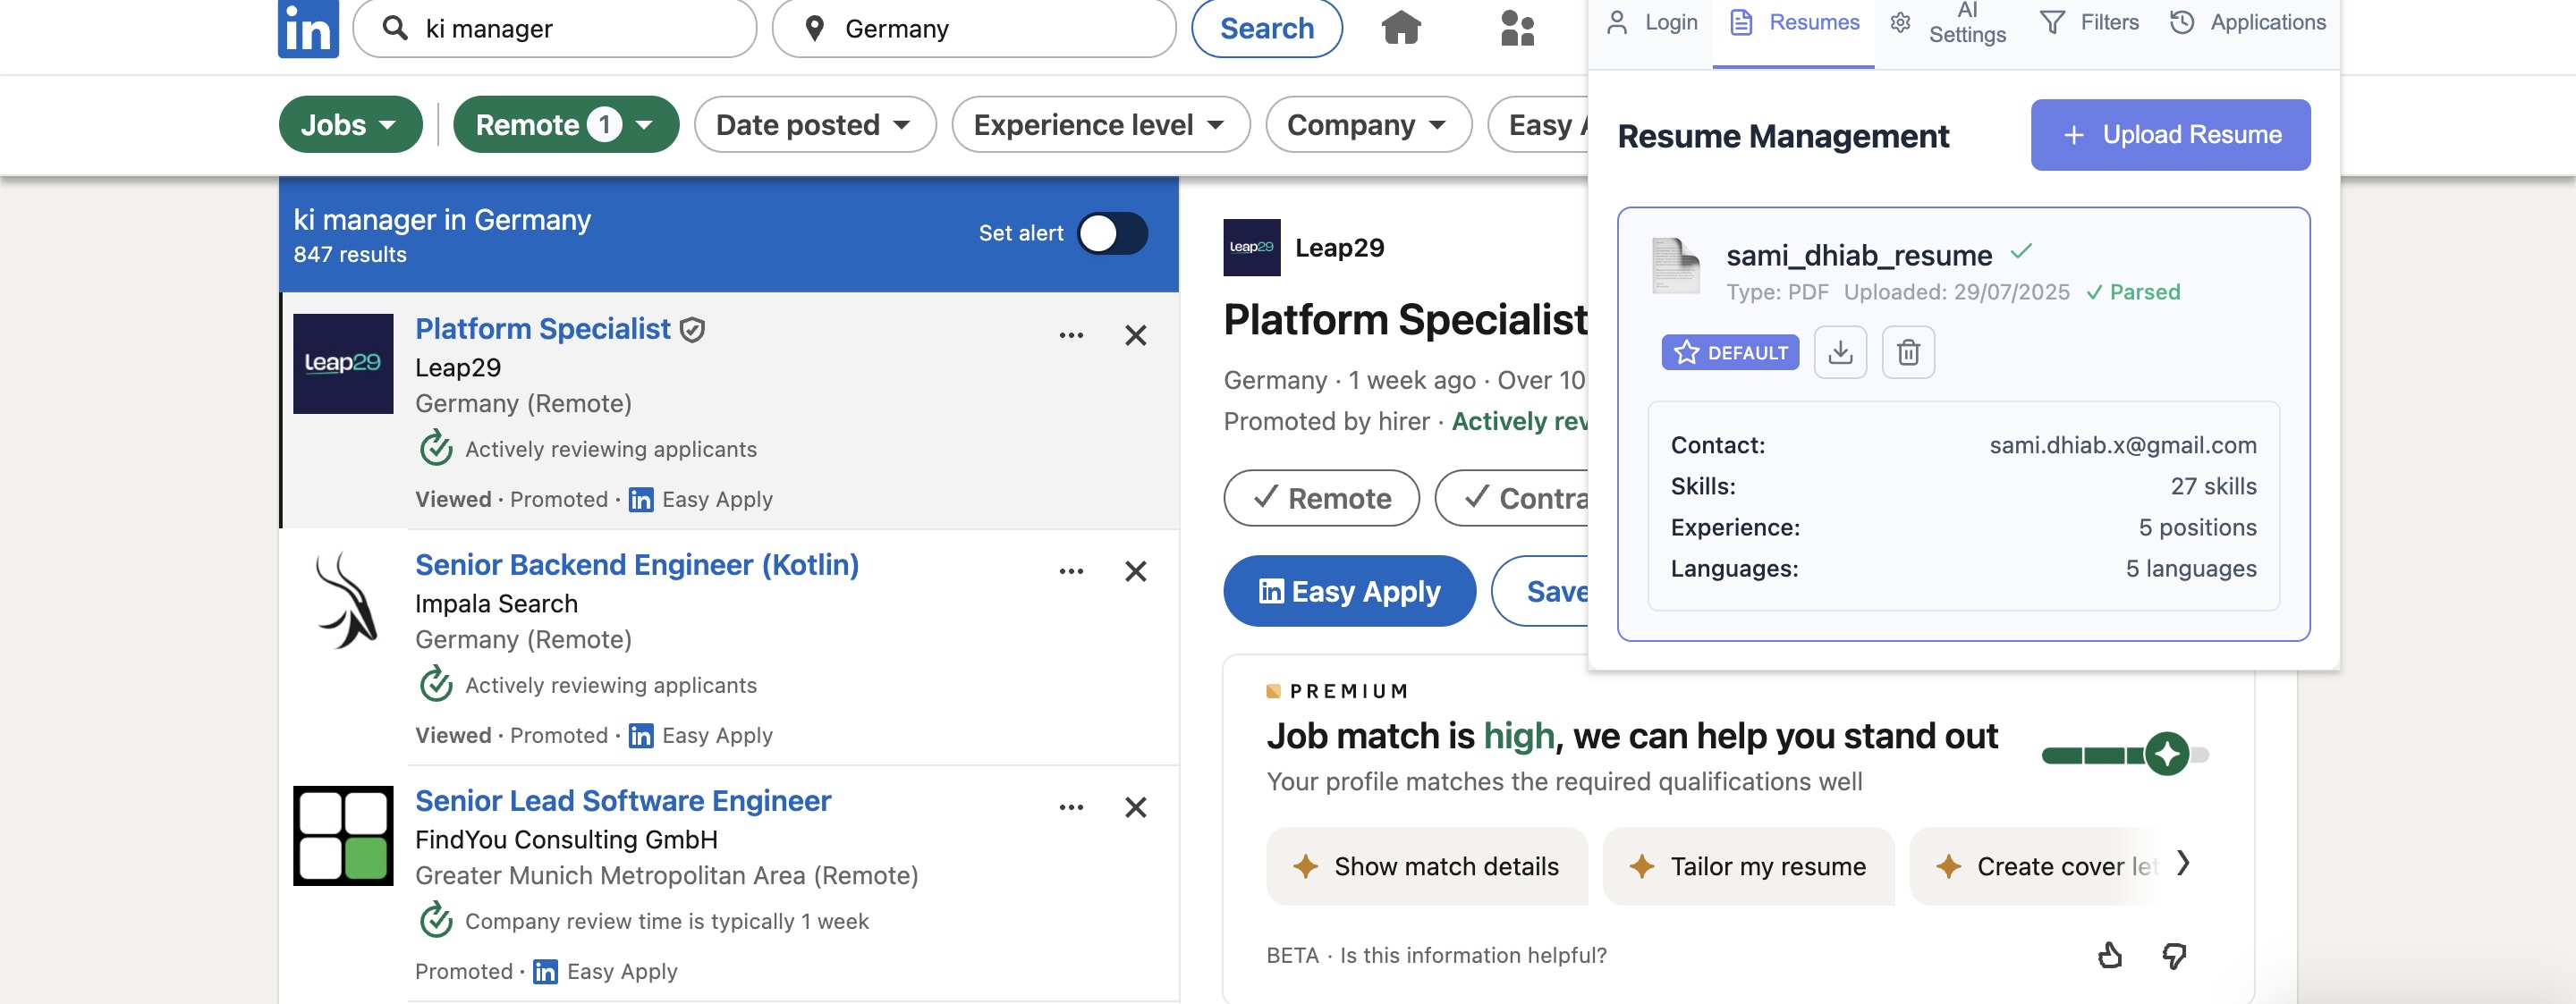 in
ki manager
Germany
Search
Jobs
Remote 1
Date posted
Experience level
Company
Easy
ki manager in Germany
847 results
Set alert
Leap29
Platform Specialist
Leap29
Germany (Remote)
Actively reviewing applicants
Viewed · Promoted · in Easy Apply
Senior Backend Engineer (Kotlin)
Impala Search
Germany (Remote)
Actively reviewing applicants
Viewed · Promoted · in Easy Apply
Senior Lead Software Engineer
FindYou Consulting GmbH
Greater Munich Metropolitan Area (Remote)
Company review time is typically 1 week
Promoted · in Easy Apply
Leap29
Leap29
Platform Specialist
Germany · 1 week ago · Over 10
Promoted by hirer · Actively rev
Remote
Contra
in Easy Apply
Save
PREMIUM
Job match is high, we can help you stand out
Your profile matches the required qualifications well
Show match details
Tailor my resume
Create cover let
BETA · Is this information helpful?
Login
Resumes
AI
Settings
Filters
Applications
Resume Management
+ Upload Resume
sami_dhiab_resume ✓
Type: PDF Uploaded: 29/07/2025 ✓ Parsed
DEFAULT
Contact: sami.dhiab.x@gmail.com
Skills: 27 skills
Experience: 5 positions
Languages: 5 languages